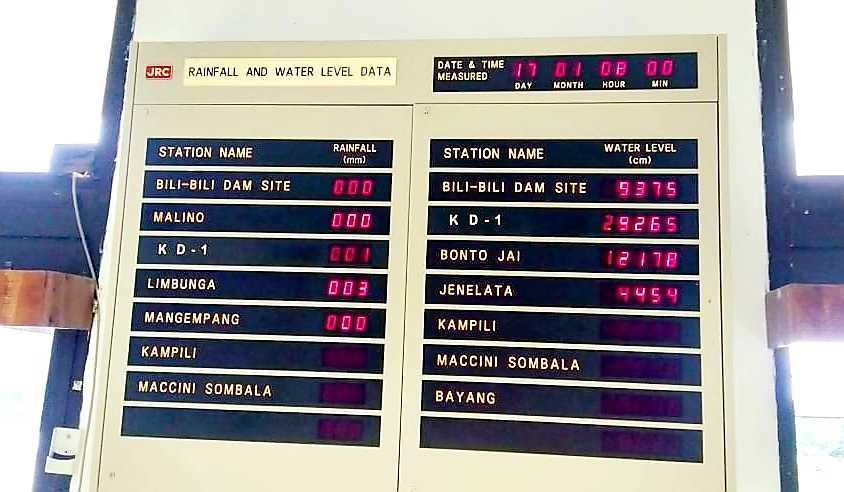 JRC RAINFALL AND WATER LEVEL DATA
DATE & TIME MEASURED 17 01 08 00
DAY MONTH HOUR MIN
STATION NAME RAINFALL (mm)
BILI-BILI DAM SITE 000
MALINO 000
KD-1 001
LIMBUNGA 003
MANGEMPANG 000
KAMPILI
MACCINI SOMBALA
STATION NAME WATER LEVEL (cm)
BILI-BILI DAM SITE 9375
KD-1 29265
BONTO JAI 12178
JENELATA 4454
KAMPILI
MACCINI SOMBALA
BAYANG